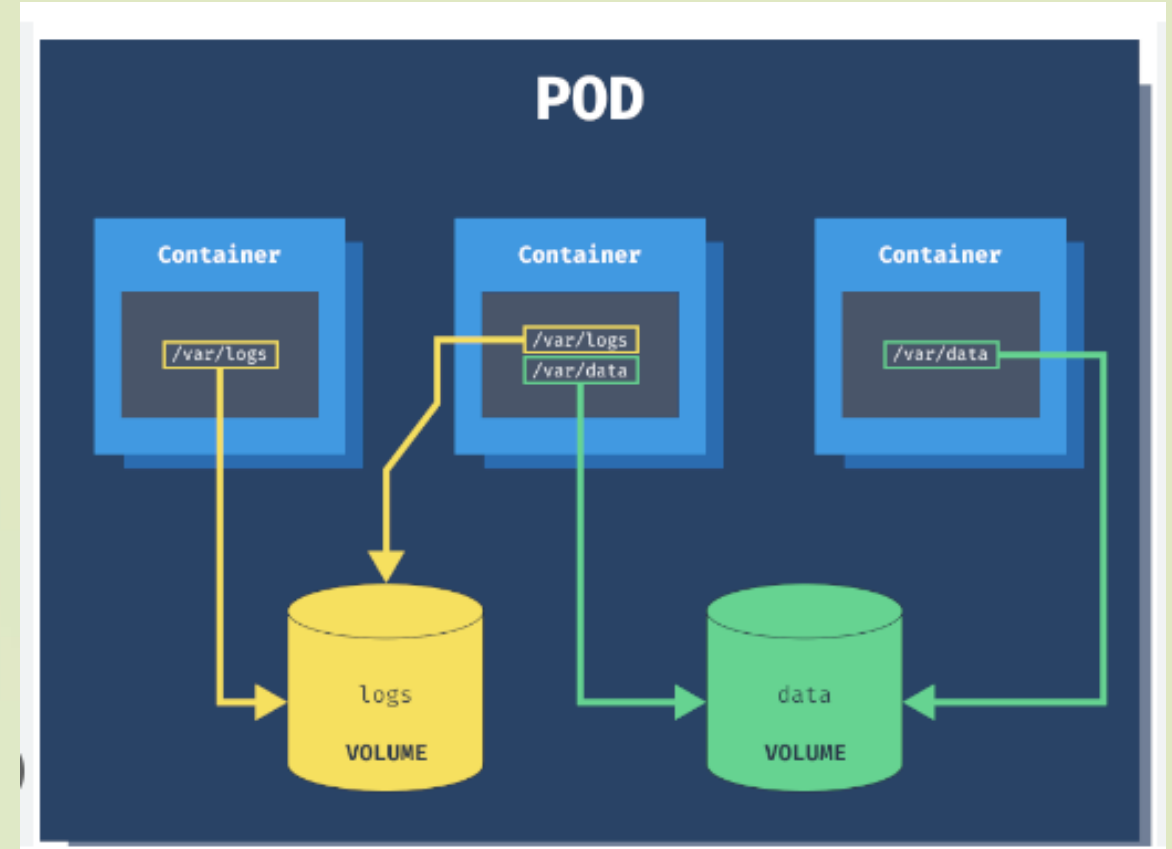 POD
Container
Container
Container
/var/logs
/var/logs
/var/data
/var/data
logs
VOLUME
data
VOLUME